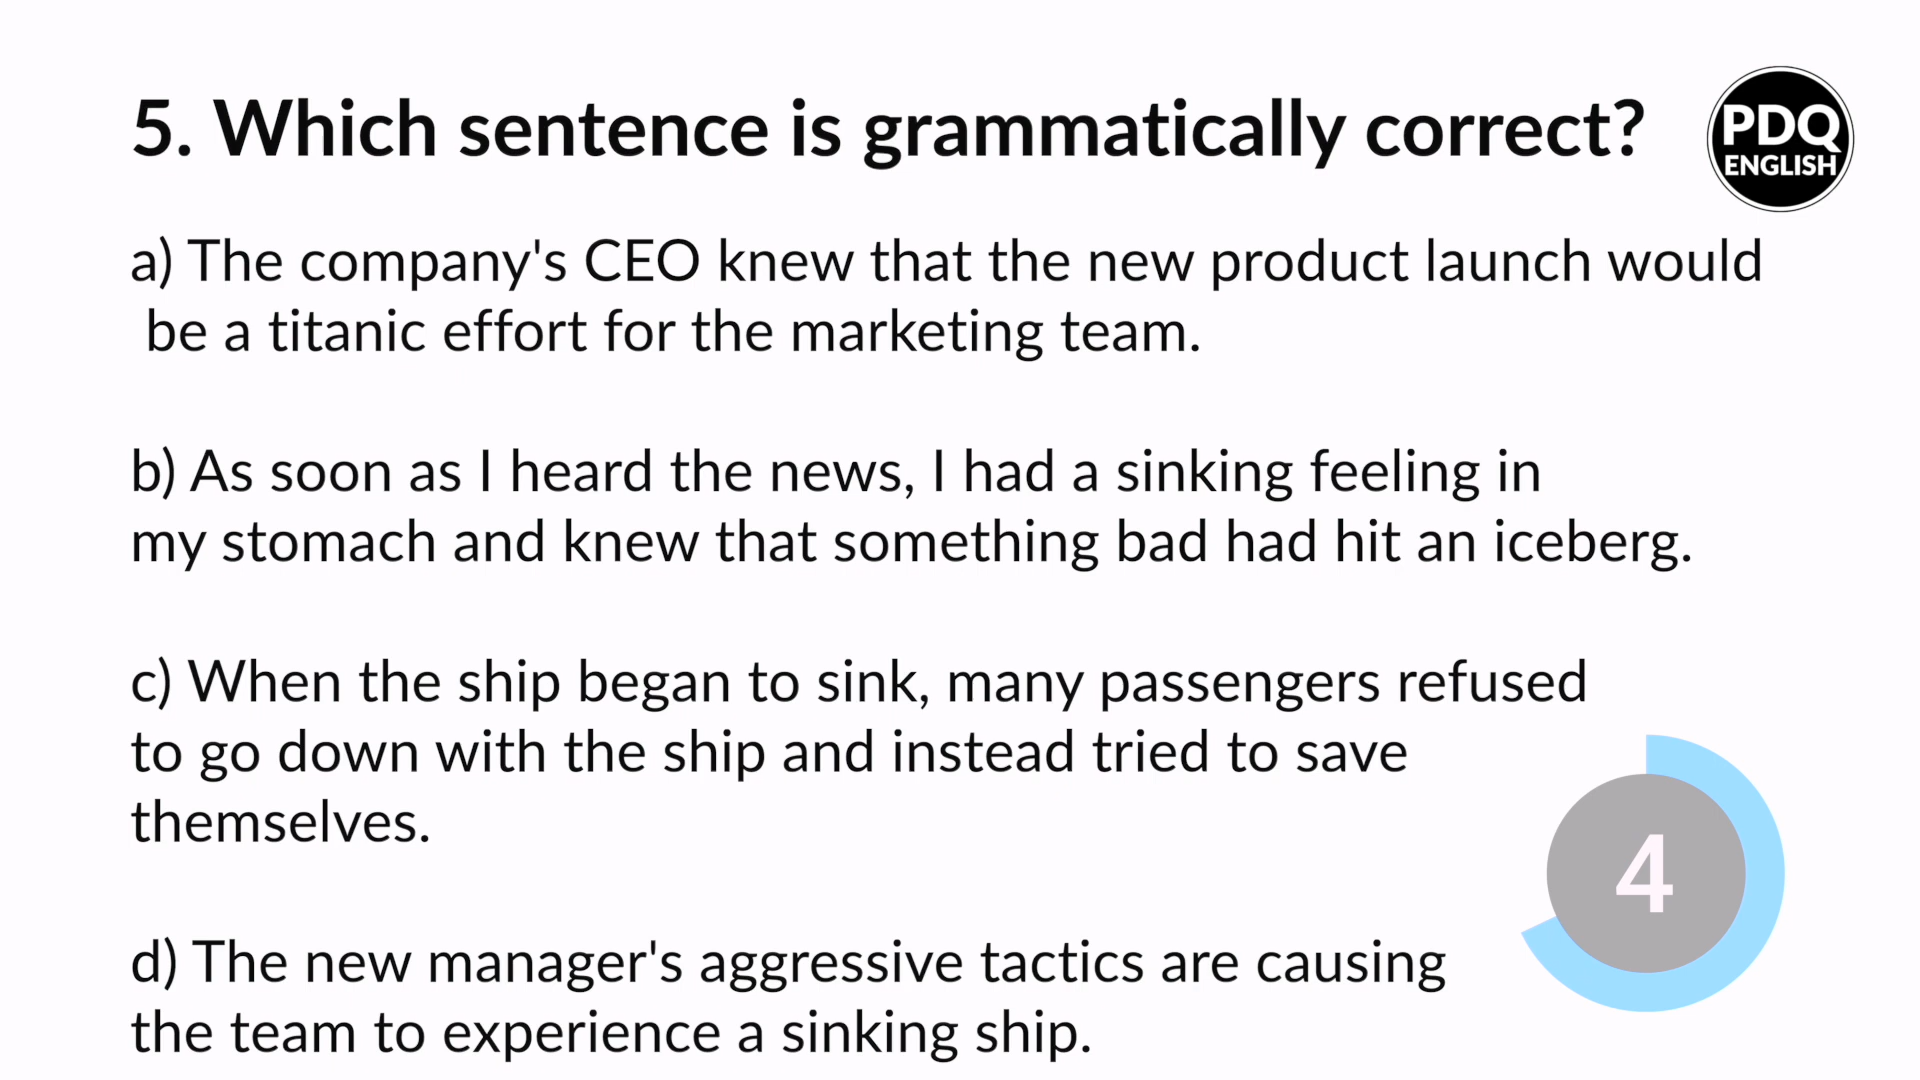 5. Which sentence is grammatically correct?
PDQ
ENGLISH
a) The company's CEO knew that the new product launch would
be a titanic effort for the marketing team.
b) As soon as I heard the news, I had a sinking feeling in
my stomach and knew that something bad had hit an iceberg.
c) When the ship began to sink, many passengers refused
to go down with the ship and instead tried to save
themselves.
4
d) The new manager's aggressive tactics are causing
the team to experience a sinking ship.